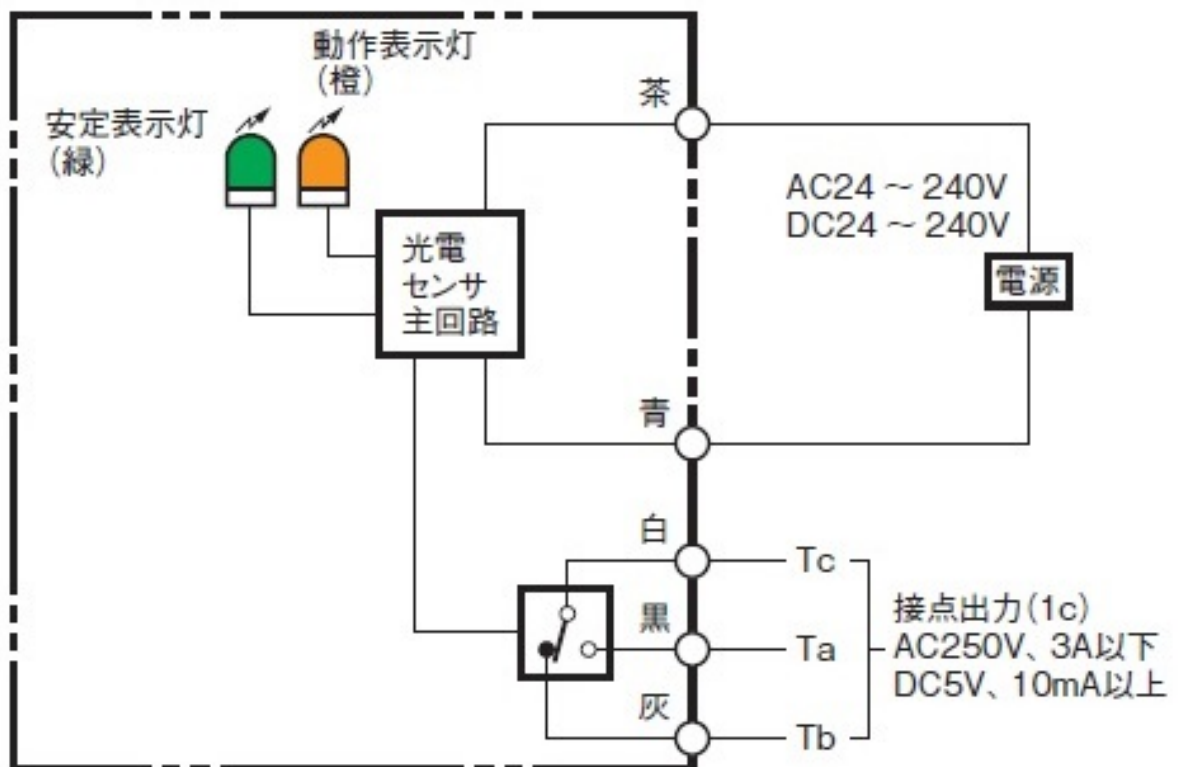 動作表示灯
(橙)
安定表示灯
(緑)
茶
AC24 ～ 240V
DC24 ～ 240V
光電
センサ
主回路
電源
青
白
Tc
黒
Ta
灰
Tb
接点出力(1c)
AC250V、3A以下
DC5V、10mA以上